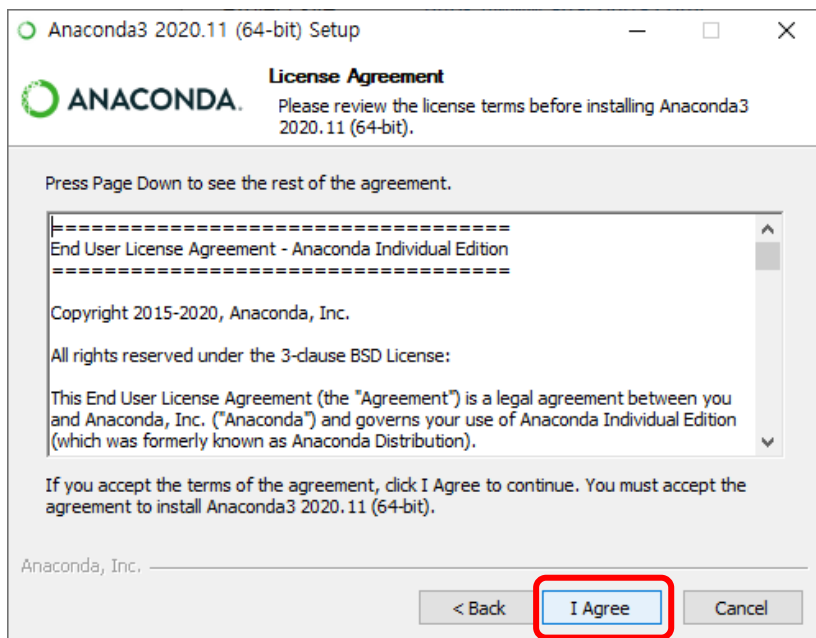 Anaconda3 2020.11 (64-bit) Setup
ANACONDA.
License Agreement
Please review the license terms before installing Anaconda3
2020.11 (64-bit).
Press Page Down to see the rest of the agreement.
===================================
End User License Agreement - Anaconda Individual Edition
===================================
Copyright 2015-2020, Anaconda, Inc.
All rights reserved under the 3-clause BSD License:
This End User License Agreement (the "Agreement") is a legal agreement between you
and Anaconda, Inc. ("Anaconda") and governs your use of Anaconda Individual Edition
(which was formerly known as Anaconda Distribution).
If you accept the terms of the agreement, click I Agree to continue. You must accept the
agreement to install Anaconda3 2020.11 (64-bit).
Anaconda, Inc.
< Back
I Agree
Cancel